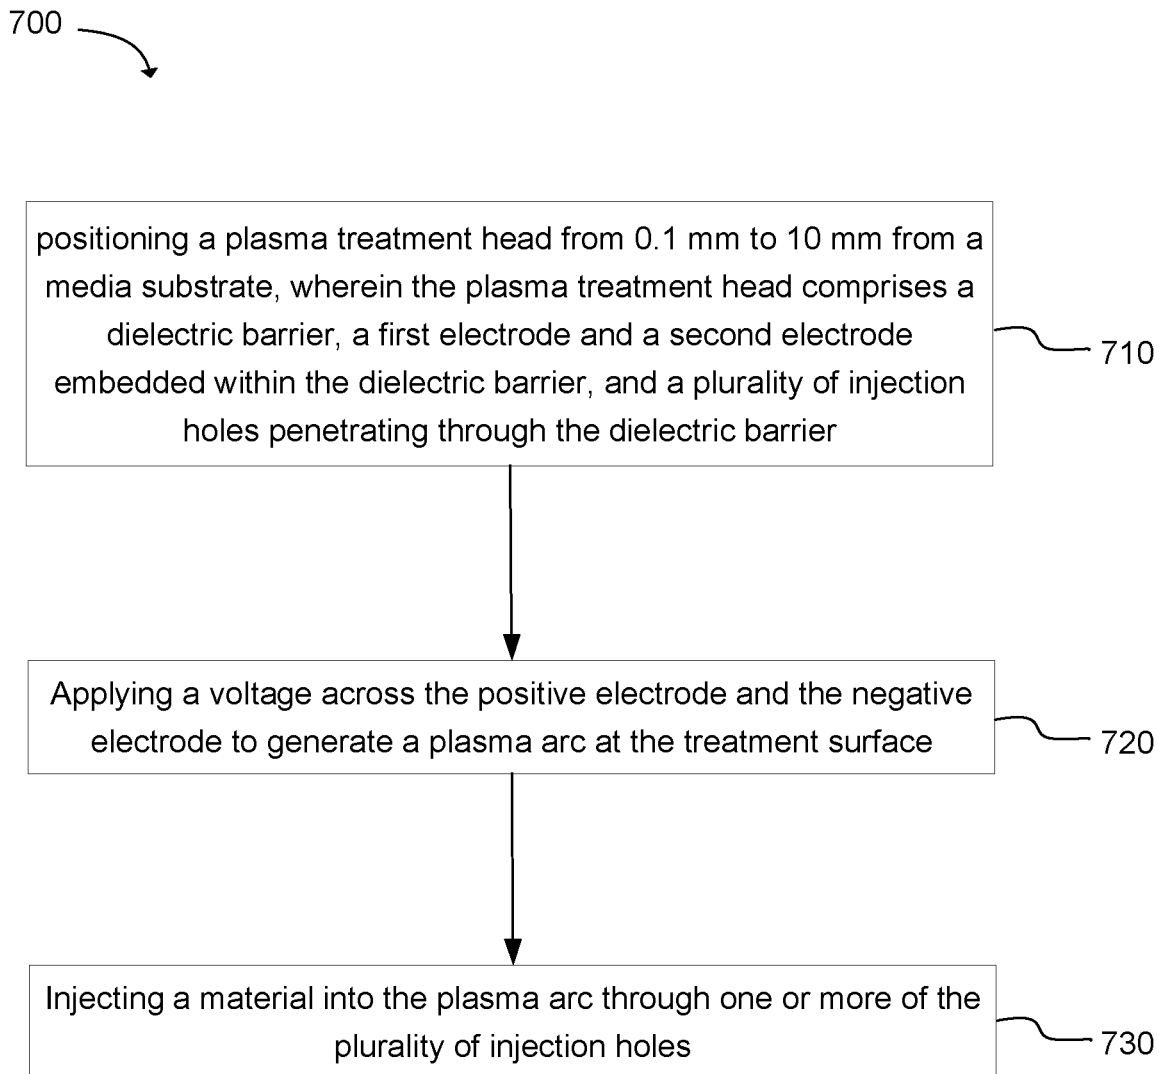 700
positioning a plasma treatment head from 0.1 mm to 10 mm from a
media substrate, wherein the plasma treatment head comprises a
dielectric barrier, a first electrode and a second electrode
embedded within the dielectric barrier, and a plurality of injection
holes penetrating through the dielectric barrier
710
Applying a voltage across the positive electrode and the negative
electrode to generate a plasma arc at the treatment surface
720
Injecting a material into the plasma arc through one or more of the
plurality of injection holes
730